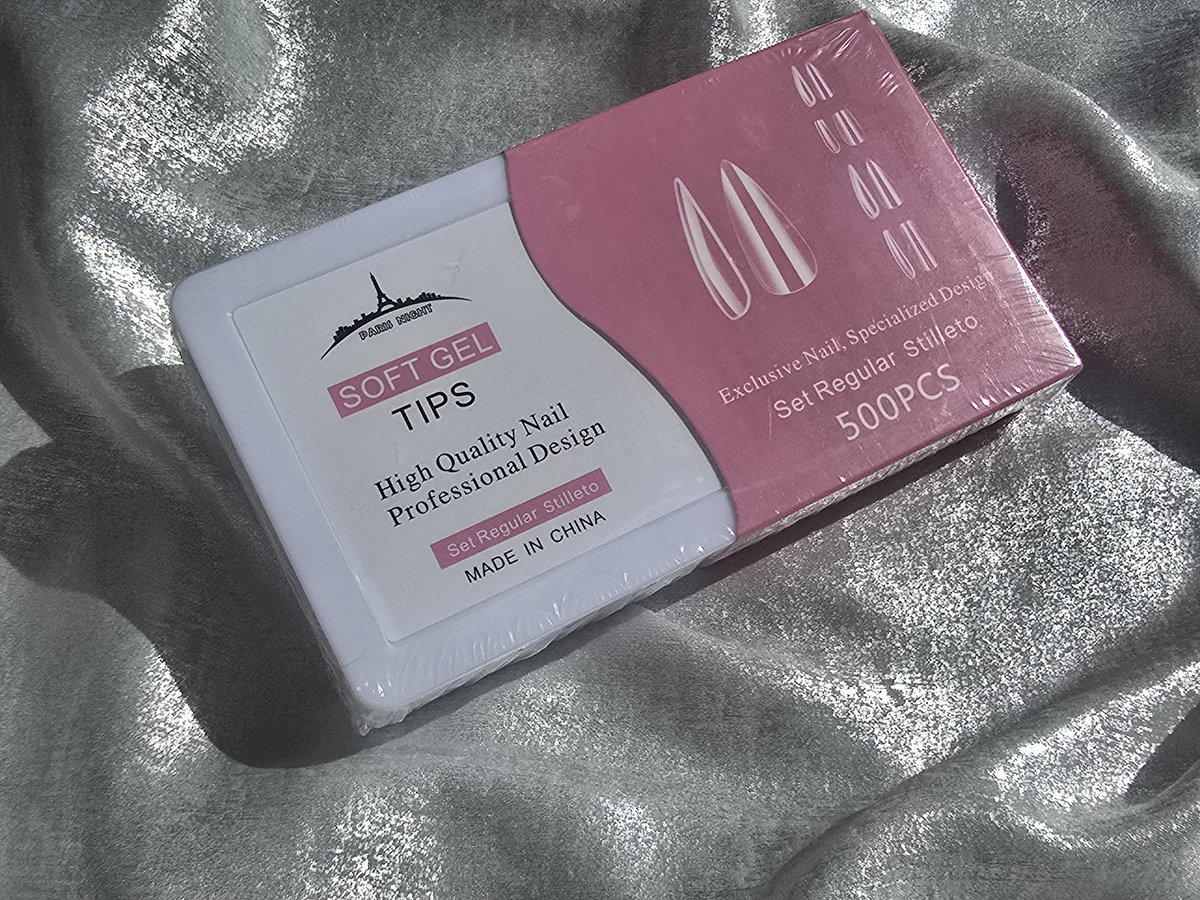 PARIS NIGHT
SOFT GEL
TIPS
High Quality Nail
Professional Design
Set Regular Stilleto
MADE IN CHINA
Exclusive Nail, Specialized Design
Set Regular Stilleto
500PCS